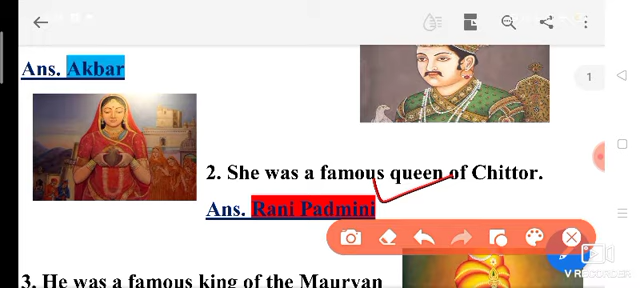 1
Ans. Akbar
2. She was a famous queen of Chittor.
Ans. Rani Padmini
3. He was a famous king of the Mauryan
V RECORDER